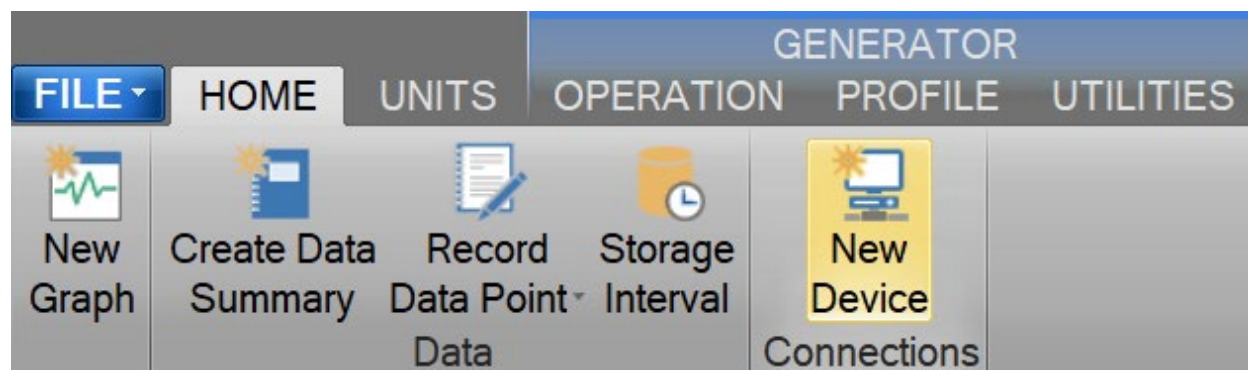 GENERATOR
FILE HOME UNITS OPERATION PROFILE UTILITIES
New Create Data Record Storage New
Graph Summary Data Point Interval Device
Data Connections